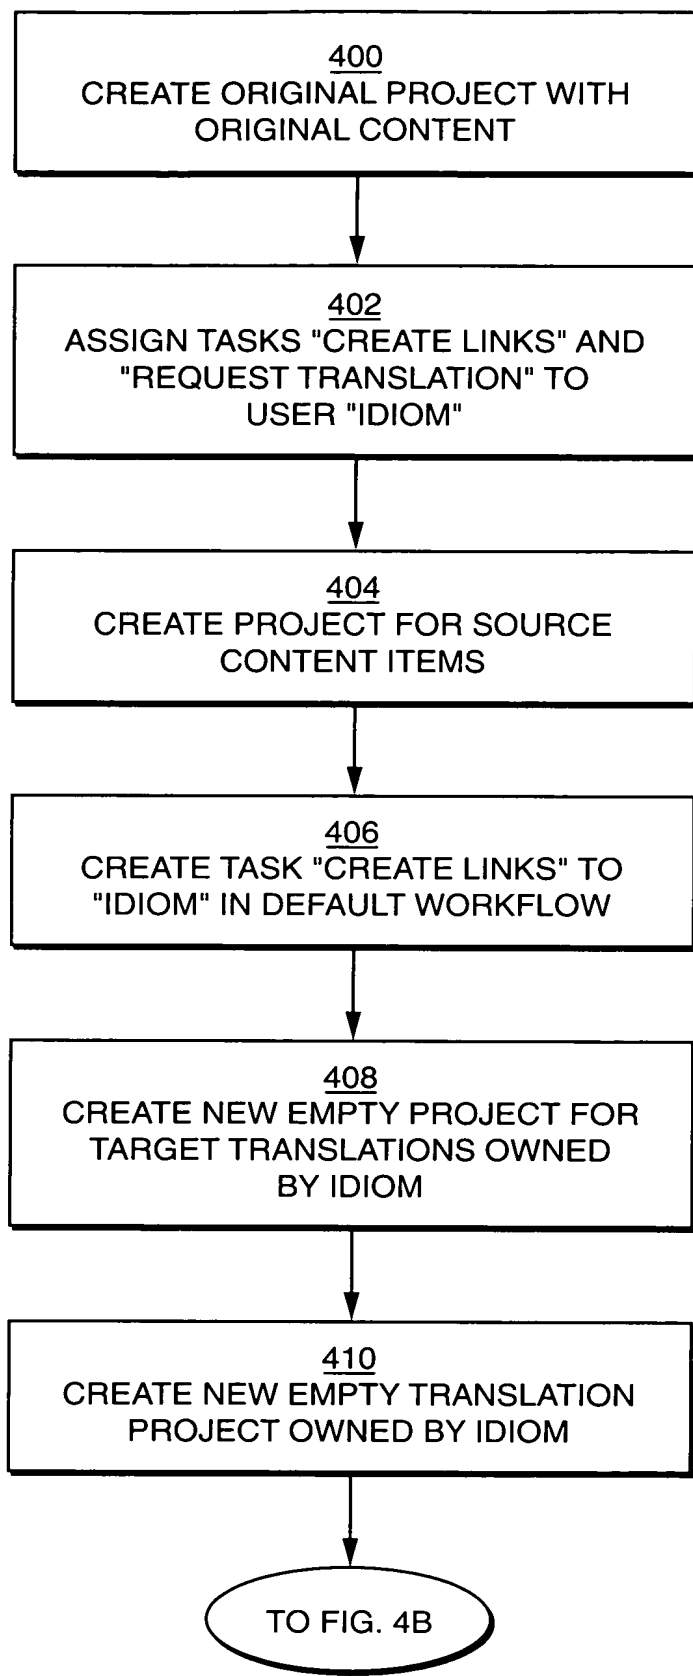 400
CREATE ORIGINAL PROJECT WITH
ORIGINAL CONTENT
402
ASSIGN TASKS "CREATE LINKS" AND
"REQUEST TRANSLATION" TO
USER "IDIOM"
404
CREATE PROJECT FOR SOURCE
CONTENT ITEMS
406
CREATE TASK "CREATE LINKS" TO
"IDIOM" IN DEFAULT WORKFLOW
408
CREATE NEW EMPTY PROJECT FOR
TARGET TRANSLATIONS OWNED
BY IDIOM
410
CREATE NEW EMPTY TRANSLATION
PROJECT OWNED BY IDIOM
TO FIG. 4B